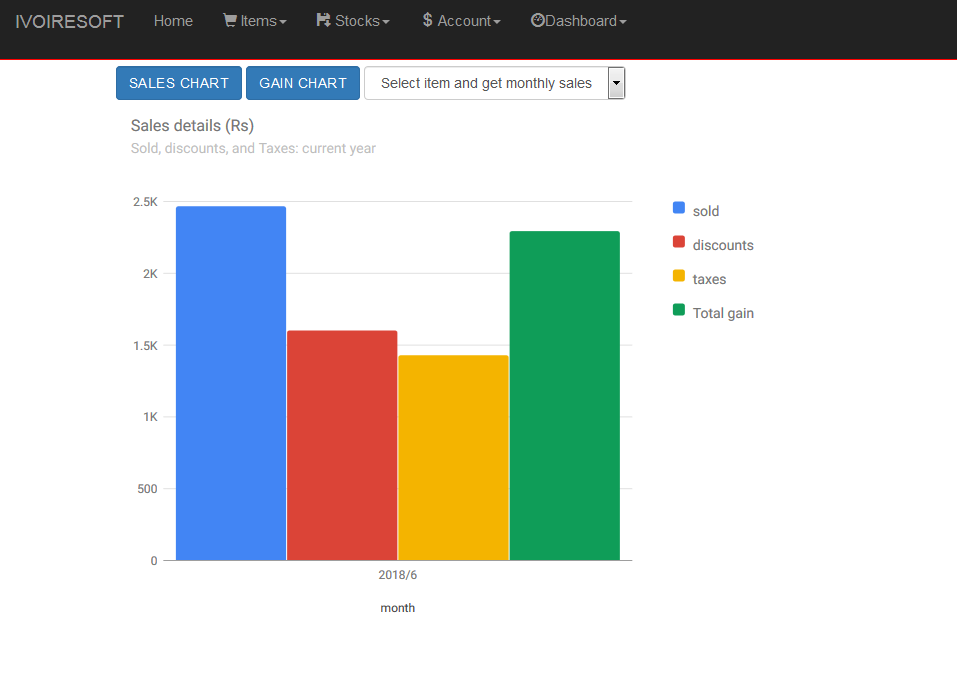 IVOIRESOFT Home Items Stocks $ Account Dashboard
SALES CHART GAIN CHART Select item and get monthly sales
Sales details (Rs)
Sold, discounts, and Taxes: current year
2.5K
2K
1.5K
1K
500
0
2018/6
month
sold
discounts
taxes
Total gain